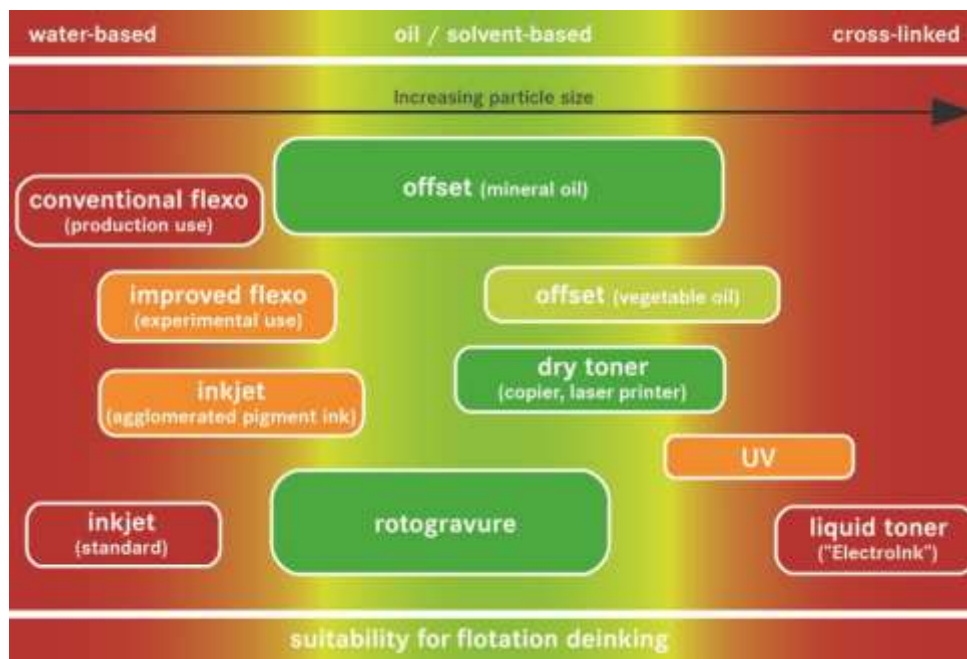 water-based
oil / solvent-based
cross-linked
Increasing particle size
offset (mineral oil)
conventional flexo
(production use)
improved flexo
(experimental use)
offset (vegetable oil)
dry toner
(copier, laser printer)
inkjet
(agglomerated pigment ink)
UV
rotogravure
inkjet
(standard)
liquid toner
("ElectroInk")
suitability for flotation deinking